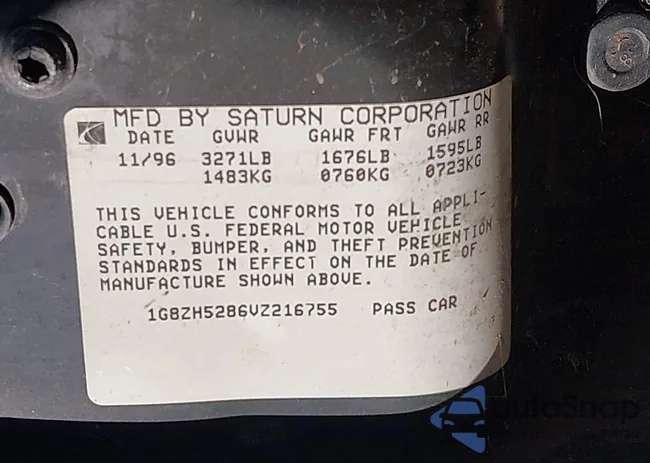 MFD BY SATURN CORPORATION
DATE GVWR GAWR FRT GAWR RR
11/96 3271LB 1676LB 1595LB
1483KG 0760KG 0723KG
THIS VEHICLE CONFORMS TO ALL APPLI-
CABLE U.S. FEDERAL MOTOR VEHICLE
SAFETY, BUMPER, AND THEFT PREVENTION
STANDARDS IN EFFECT ON THE DATE OF
MANUFACTURE SHOWN ABOVE.
1G8ZH5286VZ216755 PASS CAR
autoSnap